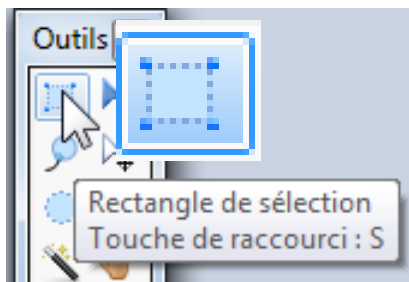 Outils
Rectangle de sélection
Touche de raccourci : S